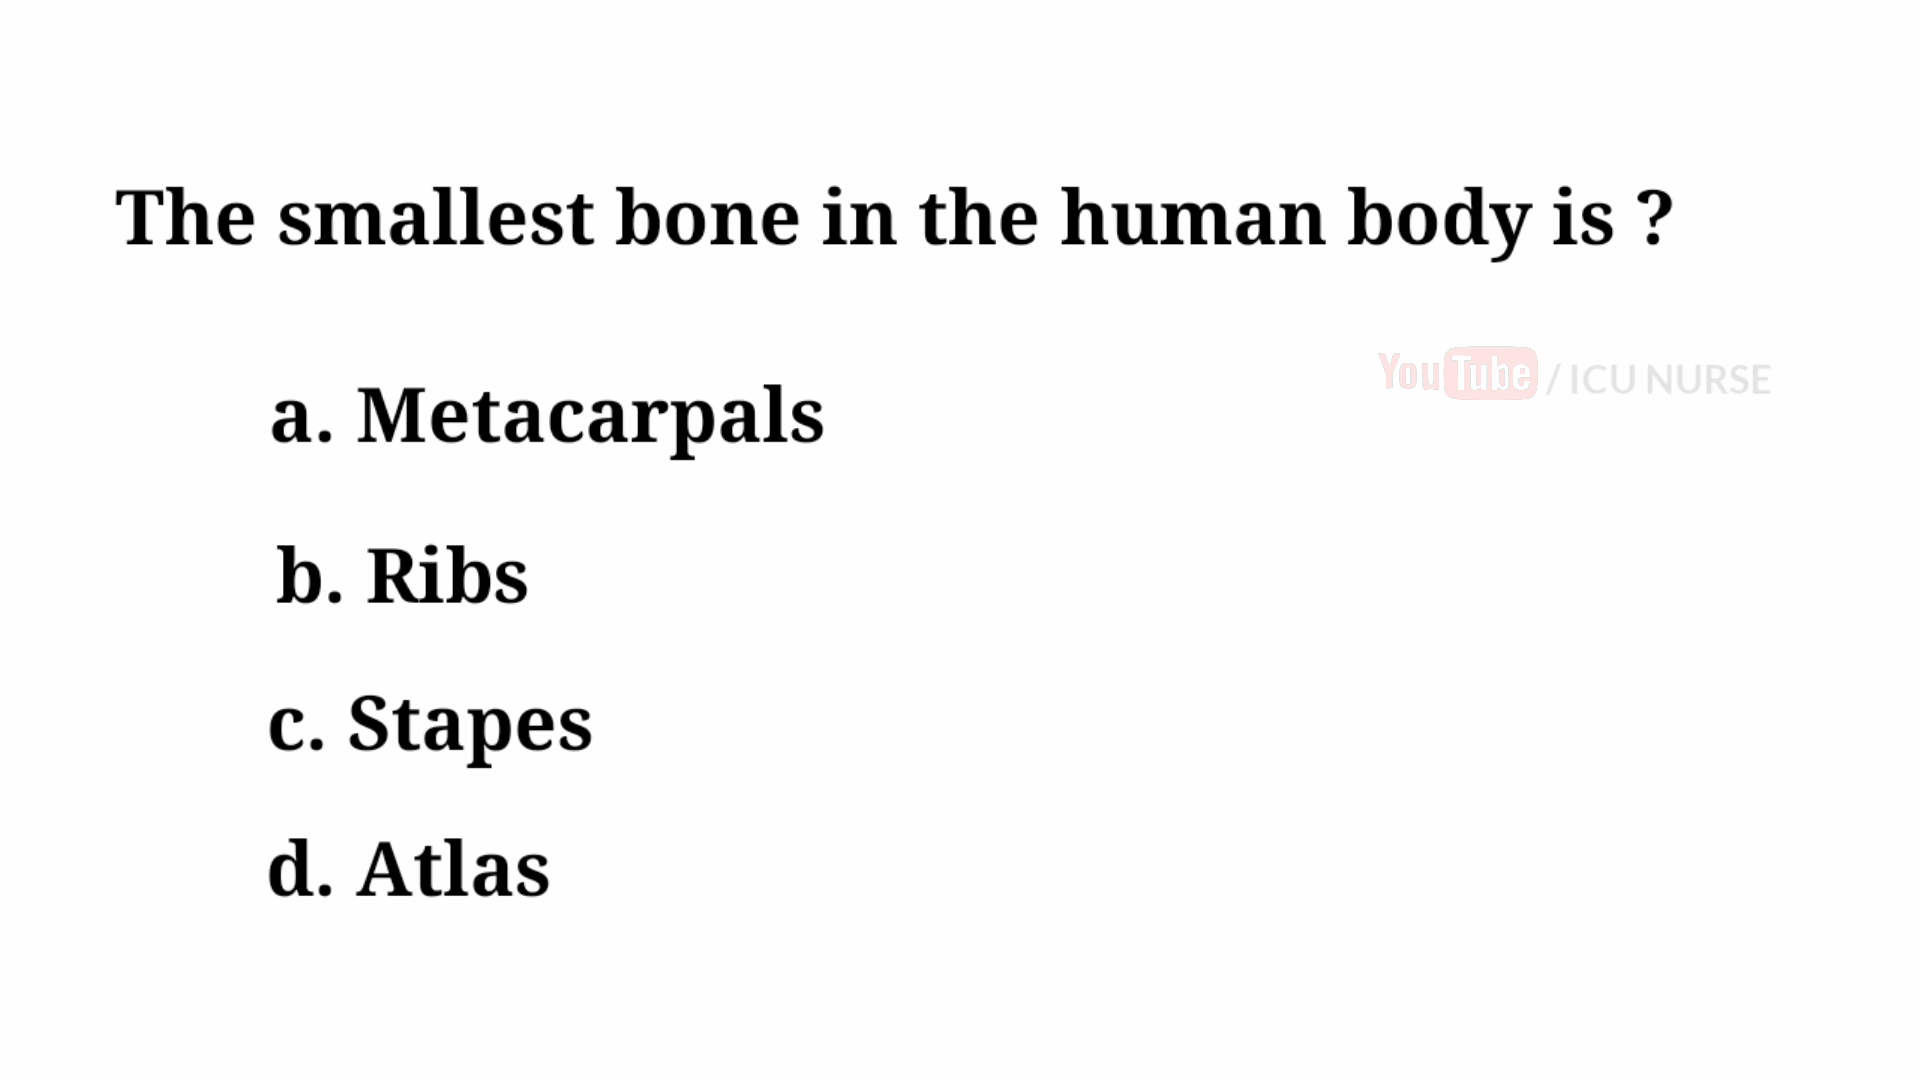 The smallest bone in the human body is ?
YouTube / ICU NURSE
a. Metacarpals
b. Ribs
c. Stapes
d. Atlas